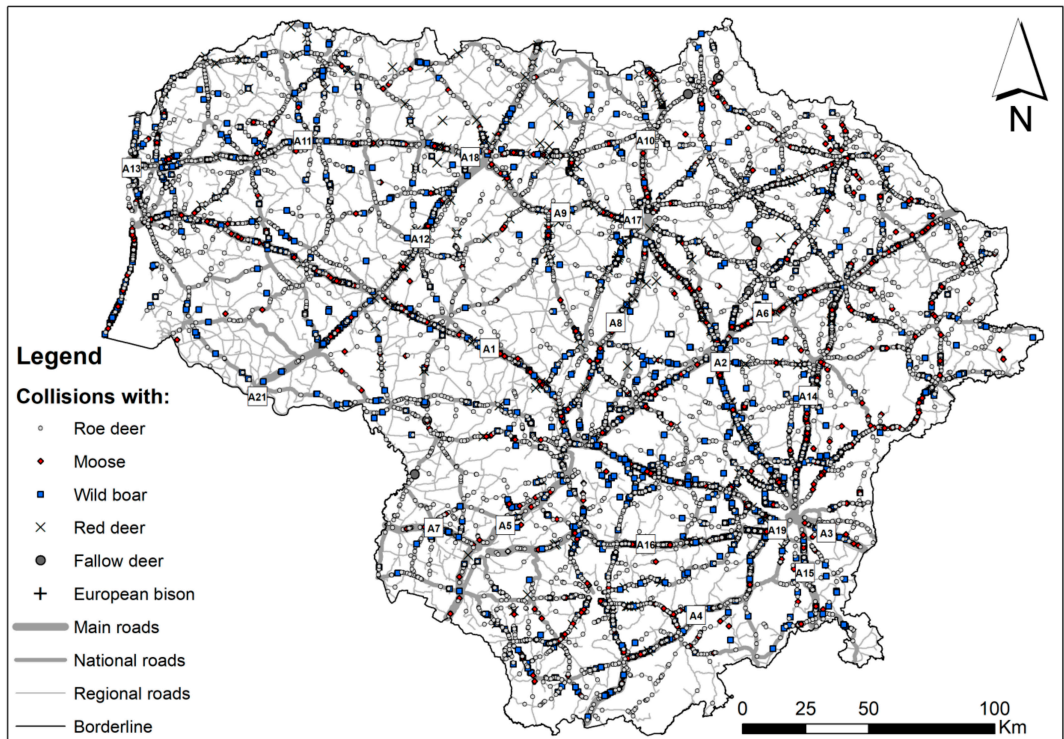 N
A11
A18
A10
A13
A9
A17
A12
A8
A6
A1
A2
A21
A14
A7
A5
A16
A19
A3
A15
A4
Legend
Collisions with:
Roe deer
Moose
Wild boar
Red deer
Fallow deer
European bison
Main roads
National roads
Regional roads
Borderline
0 25 50 100
Km